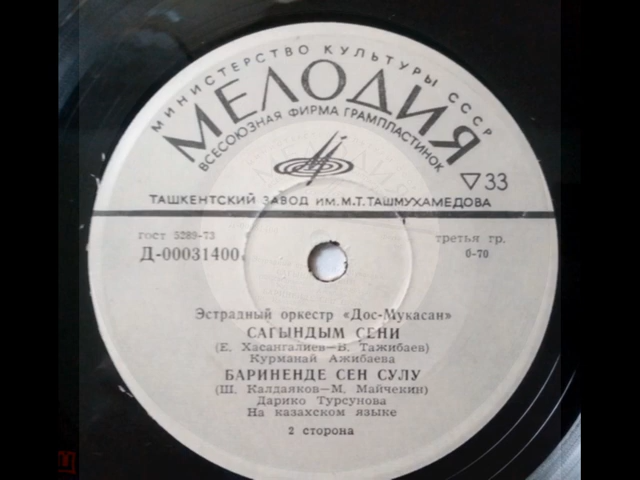 МИНИСТЕРСТВО КУЛЬТУРЫ СССР
МЕЛОДИЯ
ВСЕСОЮЗНАЯ ФИРМА ГРАМПЛАСТИНОК
▽33
ТАШКЕНТСКИЙ ЗАВОД ИМ. М.Т. ТАШМУХАМЕДОВА
гост 5289-73
третья гр.
Д-00031400
0-70
Эстрадный оркестр «Дос-Мукасан»
САГЫНДЫМ СЕНИ
(Е. Хасангалиев—Б. Тажибаев)
Курманай Ажибаева
БАРИНЕНДЕ СЕН СУЛУ
(Ш. Калдаяков—М. Майчекин)
Дарико Турсунова
На казахском языке
2 сторона